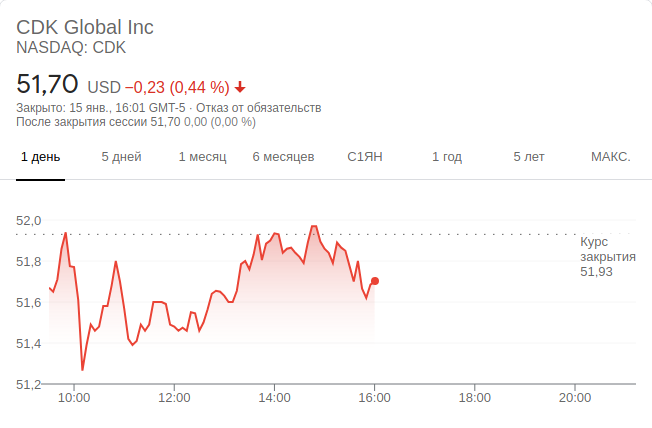 CDK Global Inc
NASDAQ: CDK
51,70 USD −0,23 (0,44 %)
Закрыто: 15 янв., 16:01 GMT-5 · Отказ от обязательств
После закрытия сессии 51,70 0,00 (0,00 %)
1 день 5 дней 1 месяц 6 месяцев С1ЯН 1 год 5 лет МАКС.
52,0
Курс
закрытия
51,8
51,93
51,6
51,4
51,2
10:00 12:00 14:00 16:00 18:00 20:00